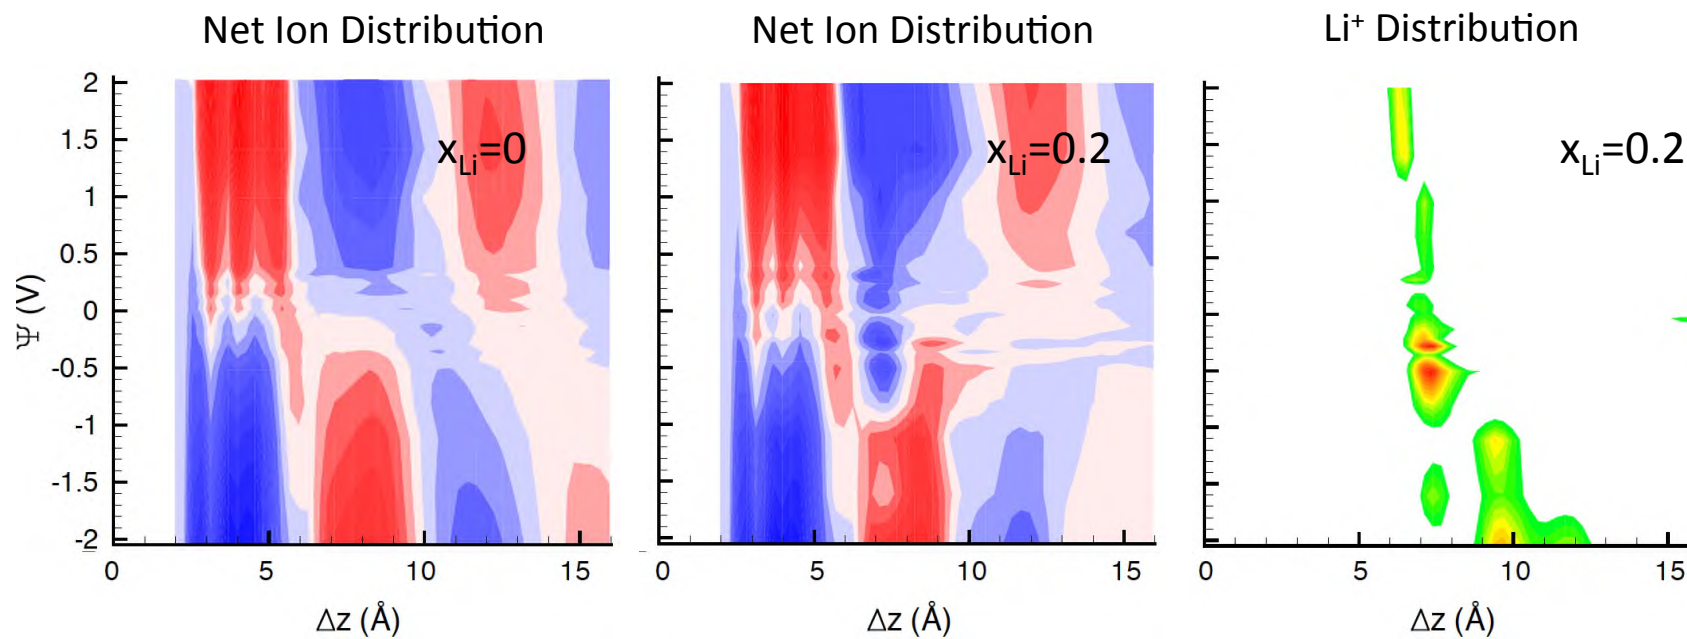 Net Ion Distribution
Net Ion Distribution
Li⁺ Distribution
x_Li=0
x_Li=0.2
x_Li=0.2
Ψ (V)
2
1.5
1
0.5
0
-0.5
-1
-1.5
-2
0 5 10 15
0 5 10 15
0 5 10 15
Δz (Å)
Δz (Å)
Δz (Å)